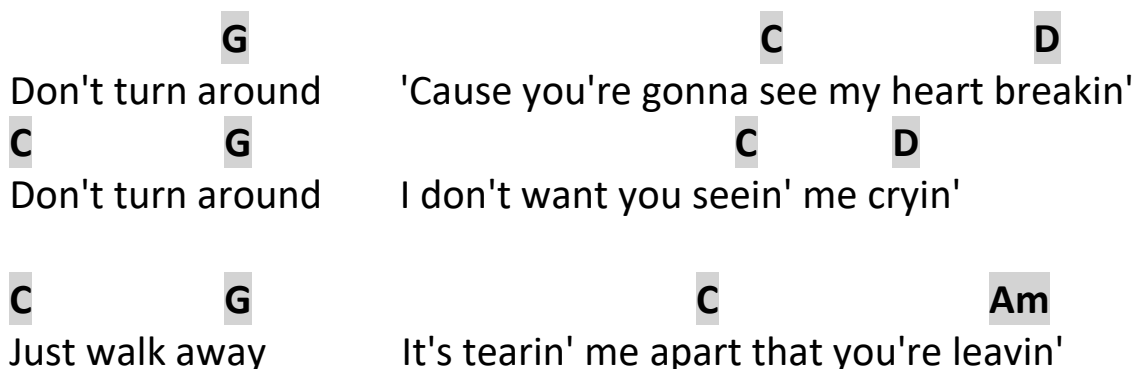 G C D
Don't turn around 'Cause you're gonna see my heart breakin'
C G C D
Don't turn around I don't want you seein' me cryin'
C G C Am
Just walk away It's tearin' me apart that you're leavin'